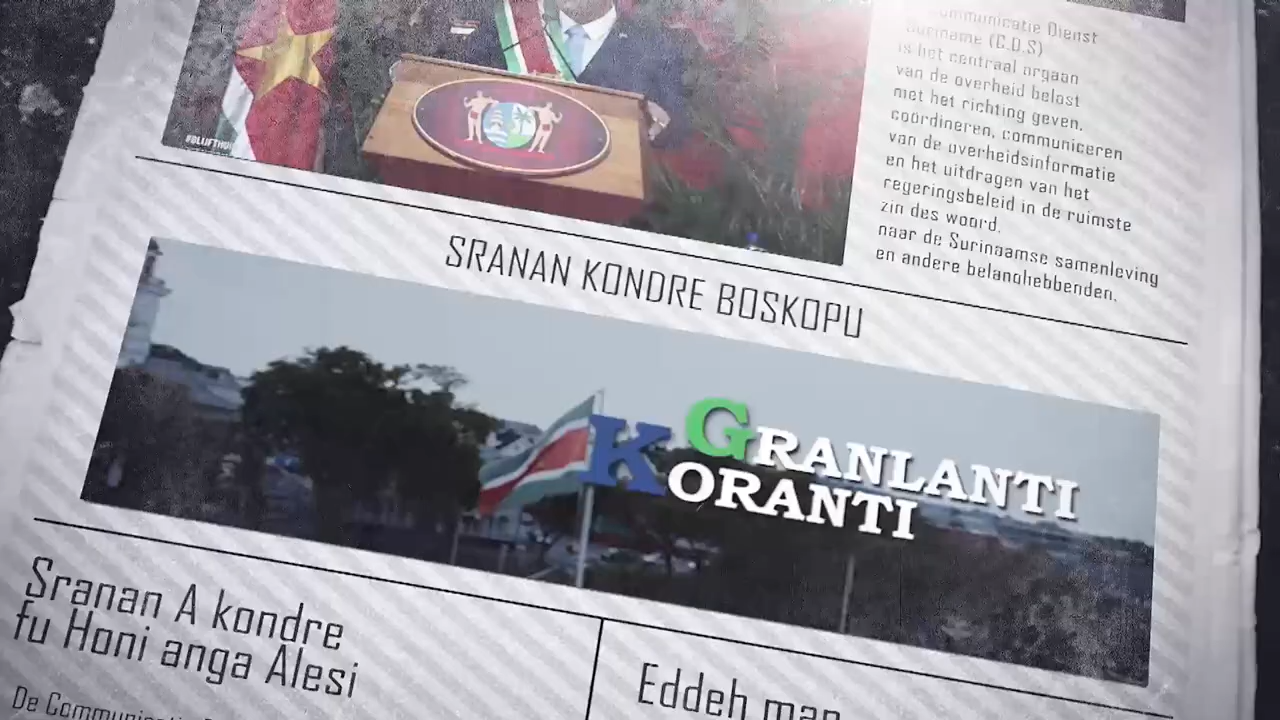 Communicatie Dienst
Suriname (C.D.S)
is het centraal orgaan
van de overheid belast
met het richting geven,
coördineren, communiceren
van de overheidsinformatie
en het uitdragen van het
regeringsbeleid in de ruimste
zin des woord.
naar de Surinaamse samenleving
en andere belanghebbenden.
SRANAN KONDRE BOSKOPU
GRANLANTI
KORANTI
Sranan A kondre
fu Honi anga Alesi
De
Eddeh man